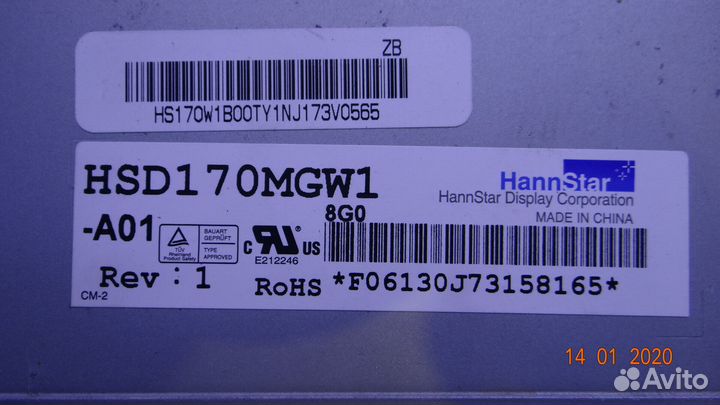 ZB
HS170W1B00TY1NJ173V0565
HSD170MGW1
-A01
HannStar
HannStar Display Corporation
MADE IN CHINA
8G0
TÜV
Rheinland
Product Safety
BAUART
GEPRÜFT
TYPE
APPROVED
c RU US
E212246
Rev : 1
RoHS
*F06130J73158165*
CM-2
14 01 2020
Avito